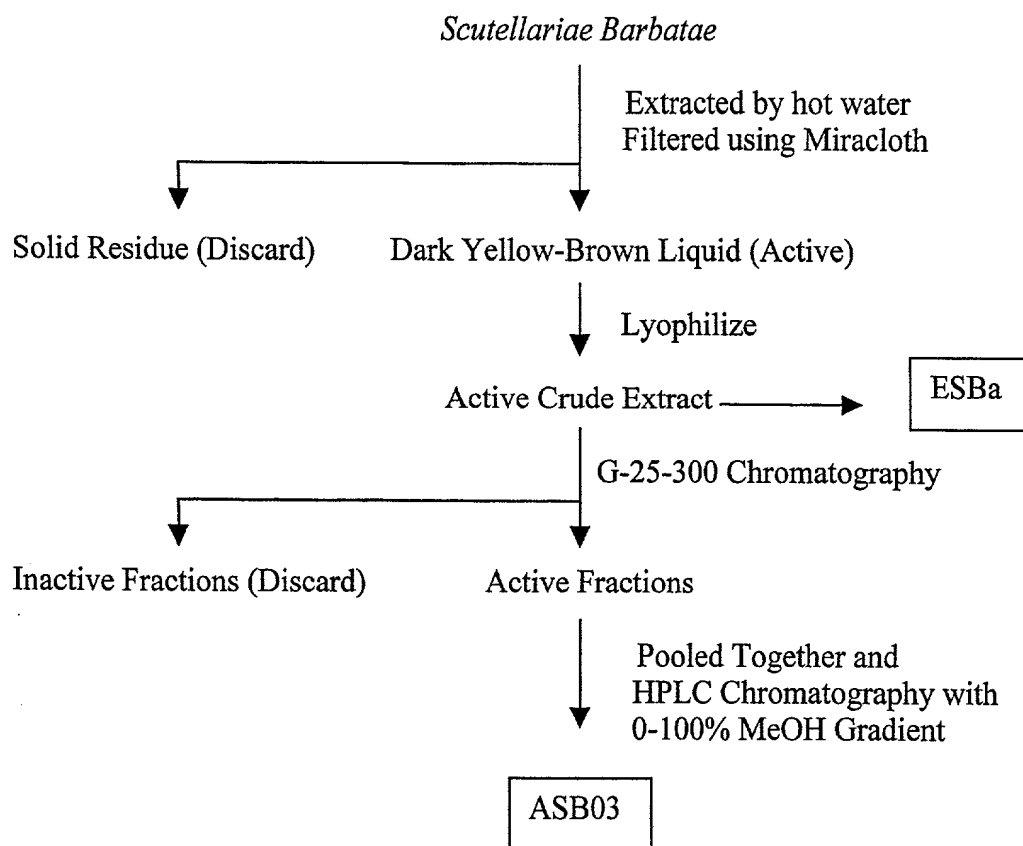 Scutellariae Barbatae
Extracted by hot water
Filtered using Miracloth
Solid Residue (Discard)
Dark Yellow-Brown Liquid (Active)
Lyophilize
Active Crude Extract
ESBa
G-25-300 Chromatography
Inactive Fractions (Discard)
Active Fractions
Pooled Together and
HPLC Chromatography with
0-100% MeOH Gradient
ASB03